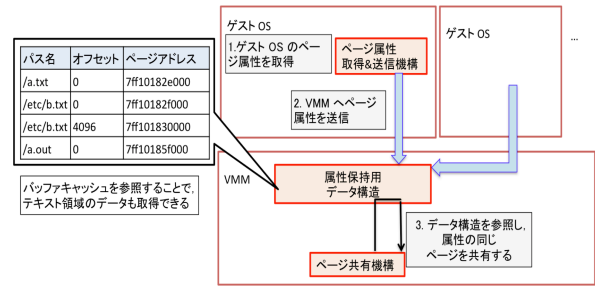 ゲスト OS
1.ゲスト OS のペー
ジ属性を取得
ページ属性
取得&送信機構
ゲスト OS
...
2. VMM へページ
属性を送信
パス名 オフセット ページアドレス
/a.txt 0 7ff10182e000
/etc/b.txt 0 7ff10182f000
/etc/b.txt 4096 7ff101830000
/a.out 0 7ff10185f000
バッファキャッシュを参照することで,
テキスト領域のデータも取得できる
VMM
属性保持用
データ構造
3. データ構造を参照し,
属性の同じ
ページを共有する
ページ共有機構